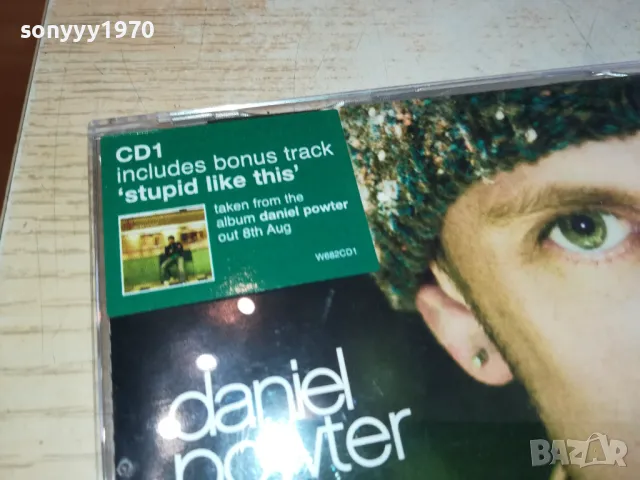 sonyyy1970
CD1
includes bonus track
'stupid like this'
taken from the
album daniel powter
out 8th Aug
W682CD1
daniel
powter
BAZAR